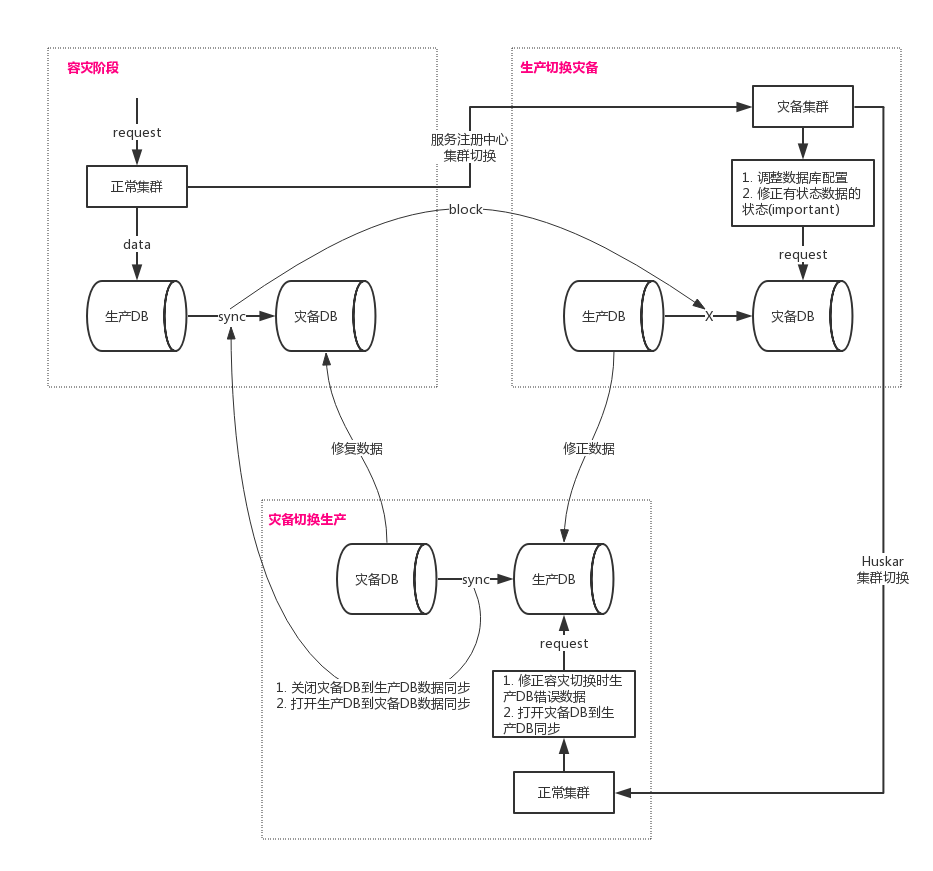 容灾阶段
request
正常集群
data
生产DB
sync
灾备DB
服务注册中心
集群切换
block
生产切换灾备
灾备集群
1. 调整数据库配置
2. 修正有状态数据的
状态(important)
request
生产DB
X
灾备DB
修复数据
修正数据
灾备切换生产
灾备DB
sync
生产DB
request
1. 关闭灾备DB到生产DB数据同步
2. 打开生产DB到灾备DB数据同步
1. 修正容灾切换时生
产DB错误数据
2. 打开灾备DB到生
产DB同步
正常集群
Huskar
集群切换